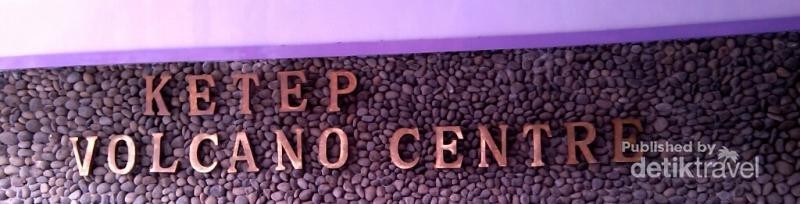 KETEP
VOLCANO CENTRE
Published by
detiktravel